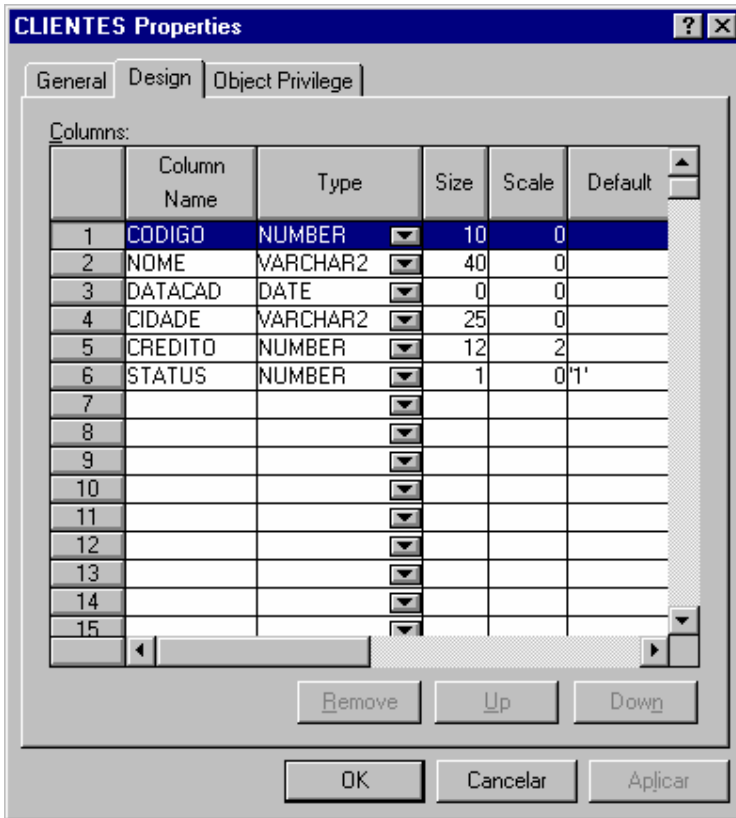 CLIENTES Properties ? X
General Design Object Privilege
Columns:
Column Name Type Size Scale Default
1 CODIGO NUMBER 10 0
2 NOME VARCHAR2 40 0
3 DATACAD DATE 0 0
4 CIDADE VARCHAR2 25 0
5 CREDITO NUMBER 12 2
6 STATUS NUMBER 1 0 '1'
7
8
9
10
11
12
13
14
15
Remove Up Down
OK Cancelar Aplicar